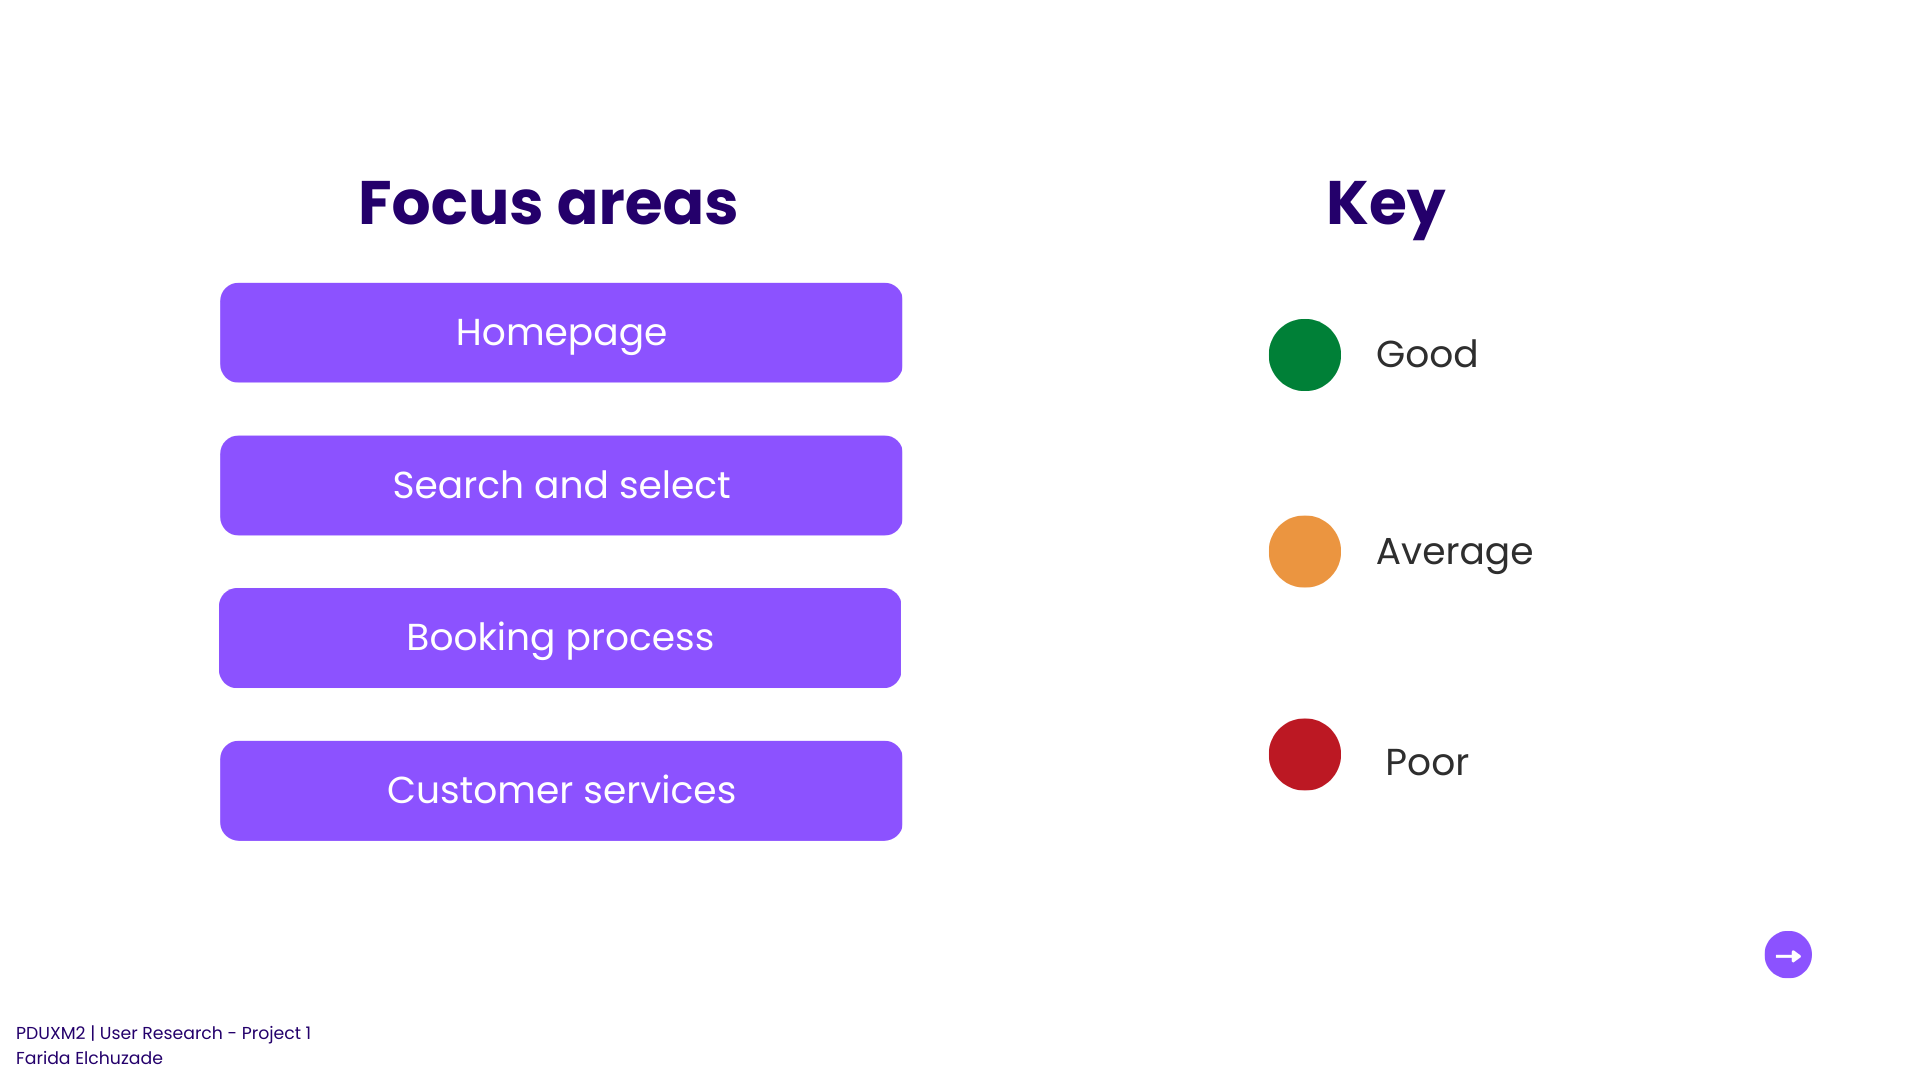 Focus areas
Homepage
Search and select
Booking process
Customer services
Key
Good
Average
Poor
PDUXM2 | User Research - Project 1
Farida Elchuzade